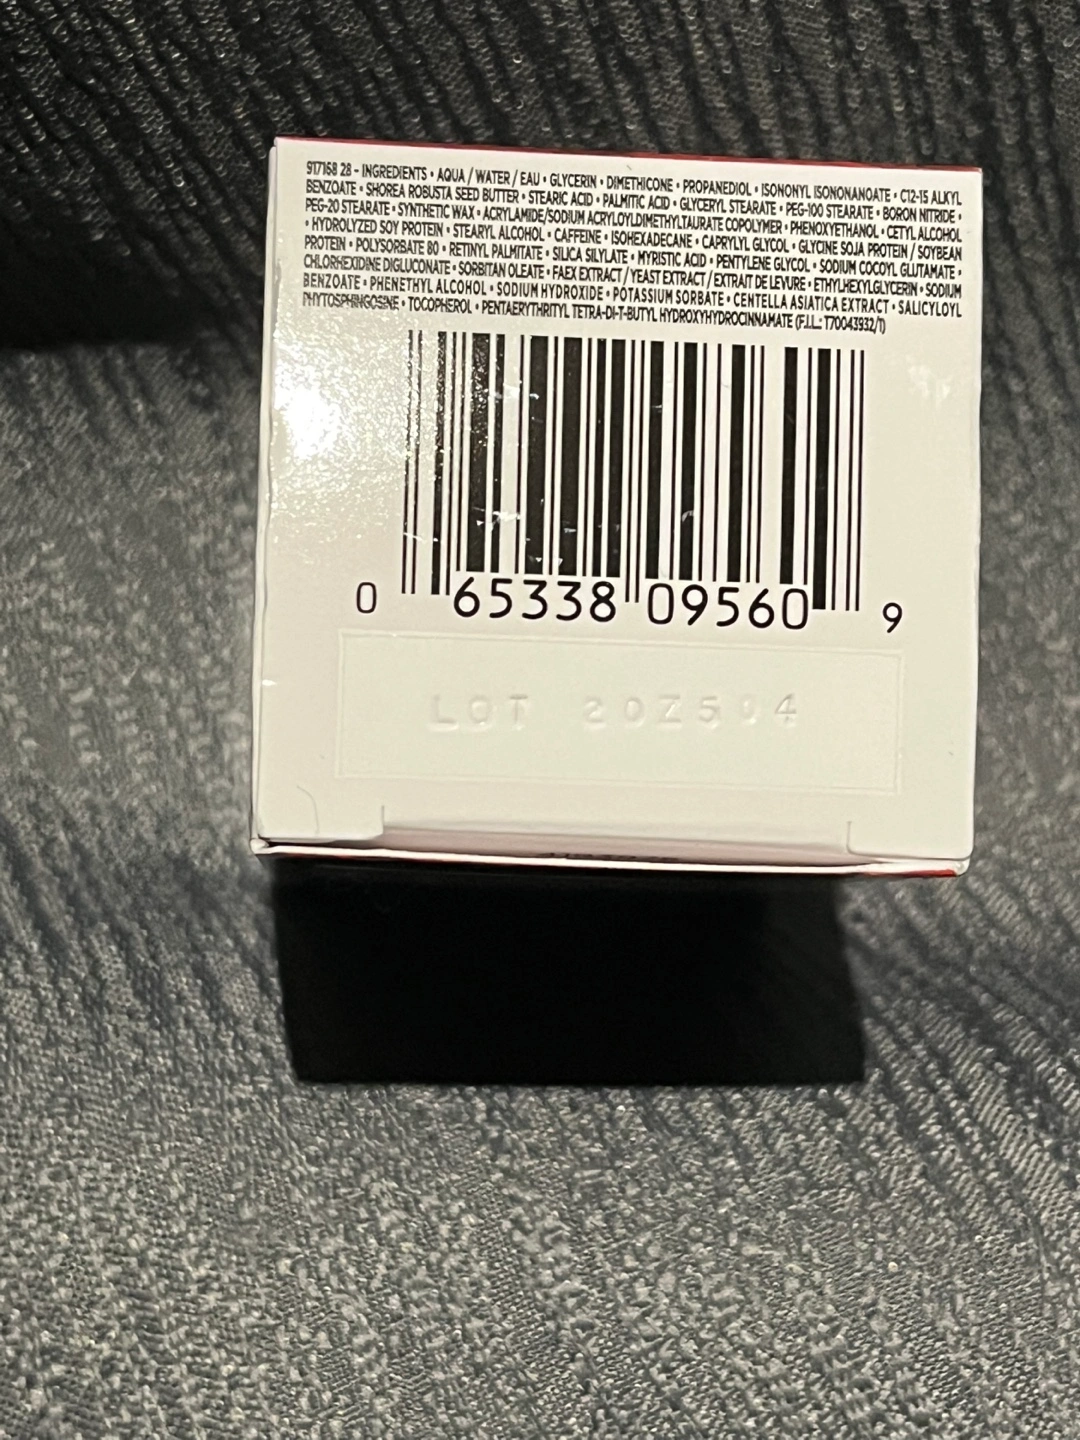 917168 28 - INGREDIENTS • AQUA / WATER / EAU • GLYCERIN • DIMETHICONE • PROPANEDIOL • ISONONYL ISONONANOATE • C12-15 ALKYL
BENZOATE • SHOREA ROBUSTA SEED BUTTER • STEARIC ACID • PALMITIC ACID • GLYCERYL STEARATE • PEG-100 STEARATE • BORON NITRIDE •
PEG-20 STEARATE • SYNTHETIC WAX • ACRYLAMIDE/SODIUM ACRYLOYLDIMETHYLTAURATE COPOLYMER • PHENOXYETHANOL • CETYL ALCOHOL
• HYDROLYZED SOY PROTEIN • STEARYL ALCOHOL • CAFFEINE • ISOHEXADECANE • CAPRYLYL GLYCOL • GLYCINE SOJA PROTEIN / SOYBEAN
PROTEIN • POLYSORBATE 80 • RETINYL PALMITATE • SILICA SILYLATE • MYRISTIC ACID • PENTYLENE GLYCOL • SODIUM COCOYL GLUTAMATE •
CHLORHEXIDINE DIGLUCONATE • SORBITAN OLEATE • FAEX EXTRACT / YEAST EXTRACT / EXTRAIT DE LEVURE • ETHYLHEXYLGLYCERIN • SODIUM
BENZOATE • PHENETHYL ALCOHOL • SODIUM HYDROXIDE • POTASSIUM SORBATE • CENTELLA ASIATICA EXTRACT • SALICYLOYL
PHYTOSPHINGOSINE • TOCOPHEROL • PENTAERYTHRITYL TETRA-DI-T-BUTYL HYDROXYHYDROCINNAMATE (F.I.L.: T70043932/1)
0 65338 09560 9
LOT